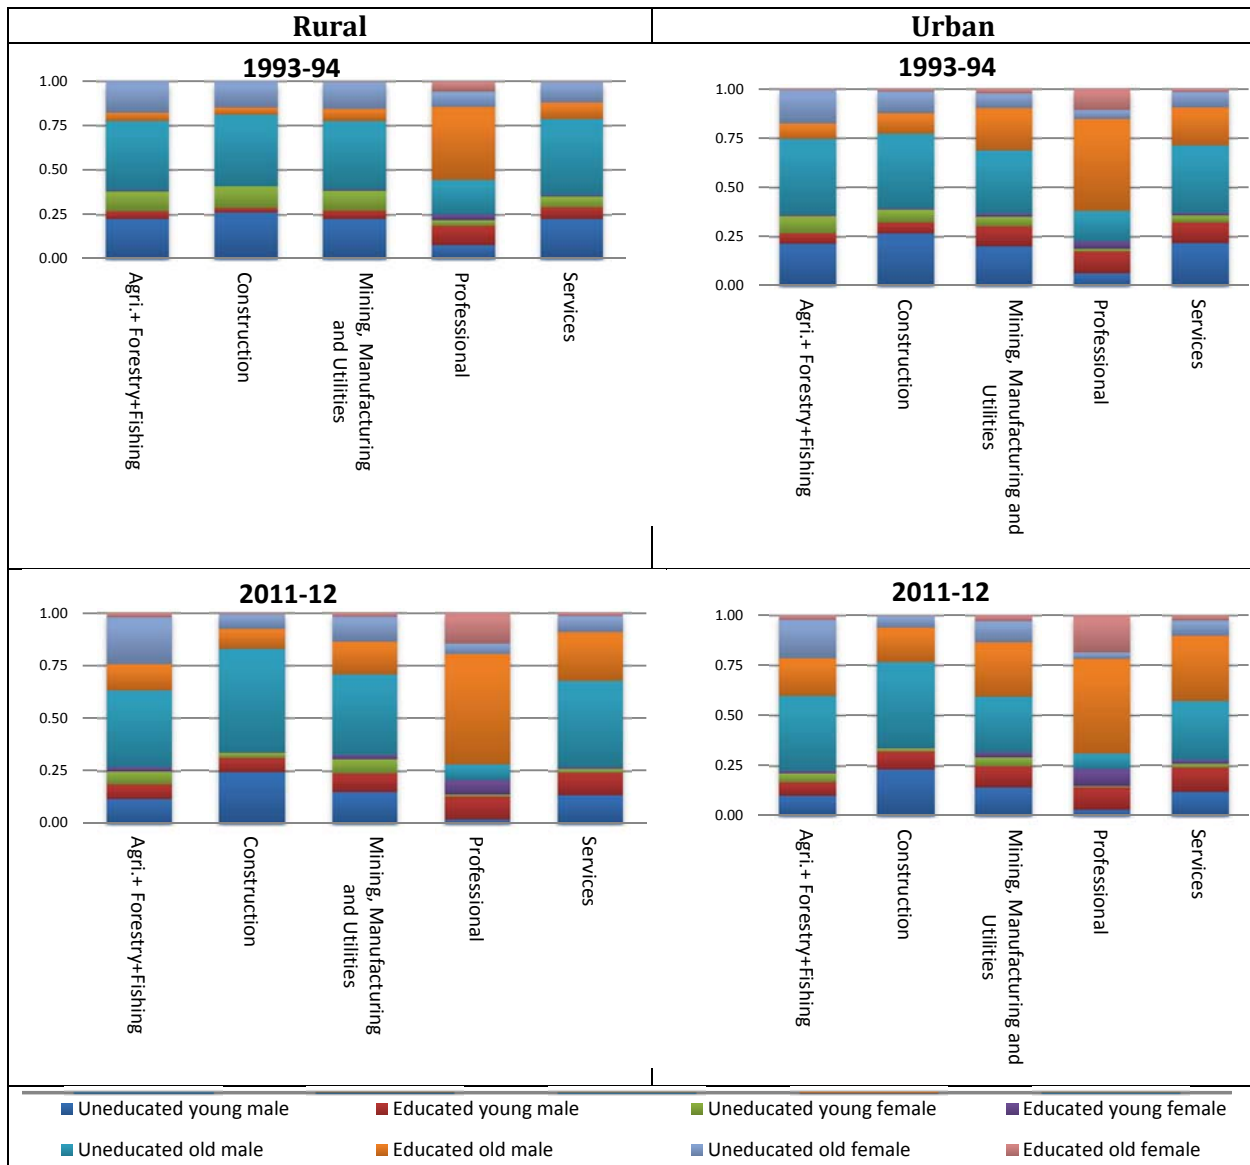 Rural
Urban
1993-94
1.00
0.75
0.50
0.25
0.00
Agri.+ Forestry+Fishing
Construction
Mining, Manufacturing
and Utilities
Professional
Services
1993-94
1.00
0.75
0.50
0.25
0.00
Agri.+ Forestry+Fishing
Construction
Mining, Manufacturing and
Utilities
Professional
Services
2011-12
1.00
0.75
0.50
0.25
0.00
Agri.+ Forestry+Fishing
Construction
Mining, Manufacturing
and Utilities
Professional
Services
2011-12
1.00
0.75
0.50
0.25
0.00
Agri.+ Forestry+Fishing
Construction
Mining, Manufacturing and
Utilities
Professional
Services
Uneducated young male
Educated young male
Uneducated young female
Educated young female
Uneducated old male
Educated old male
Uneducated old female
Educated old female